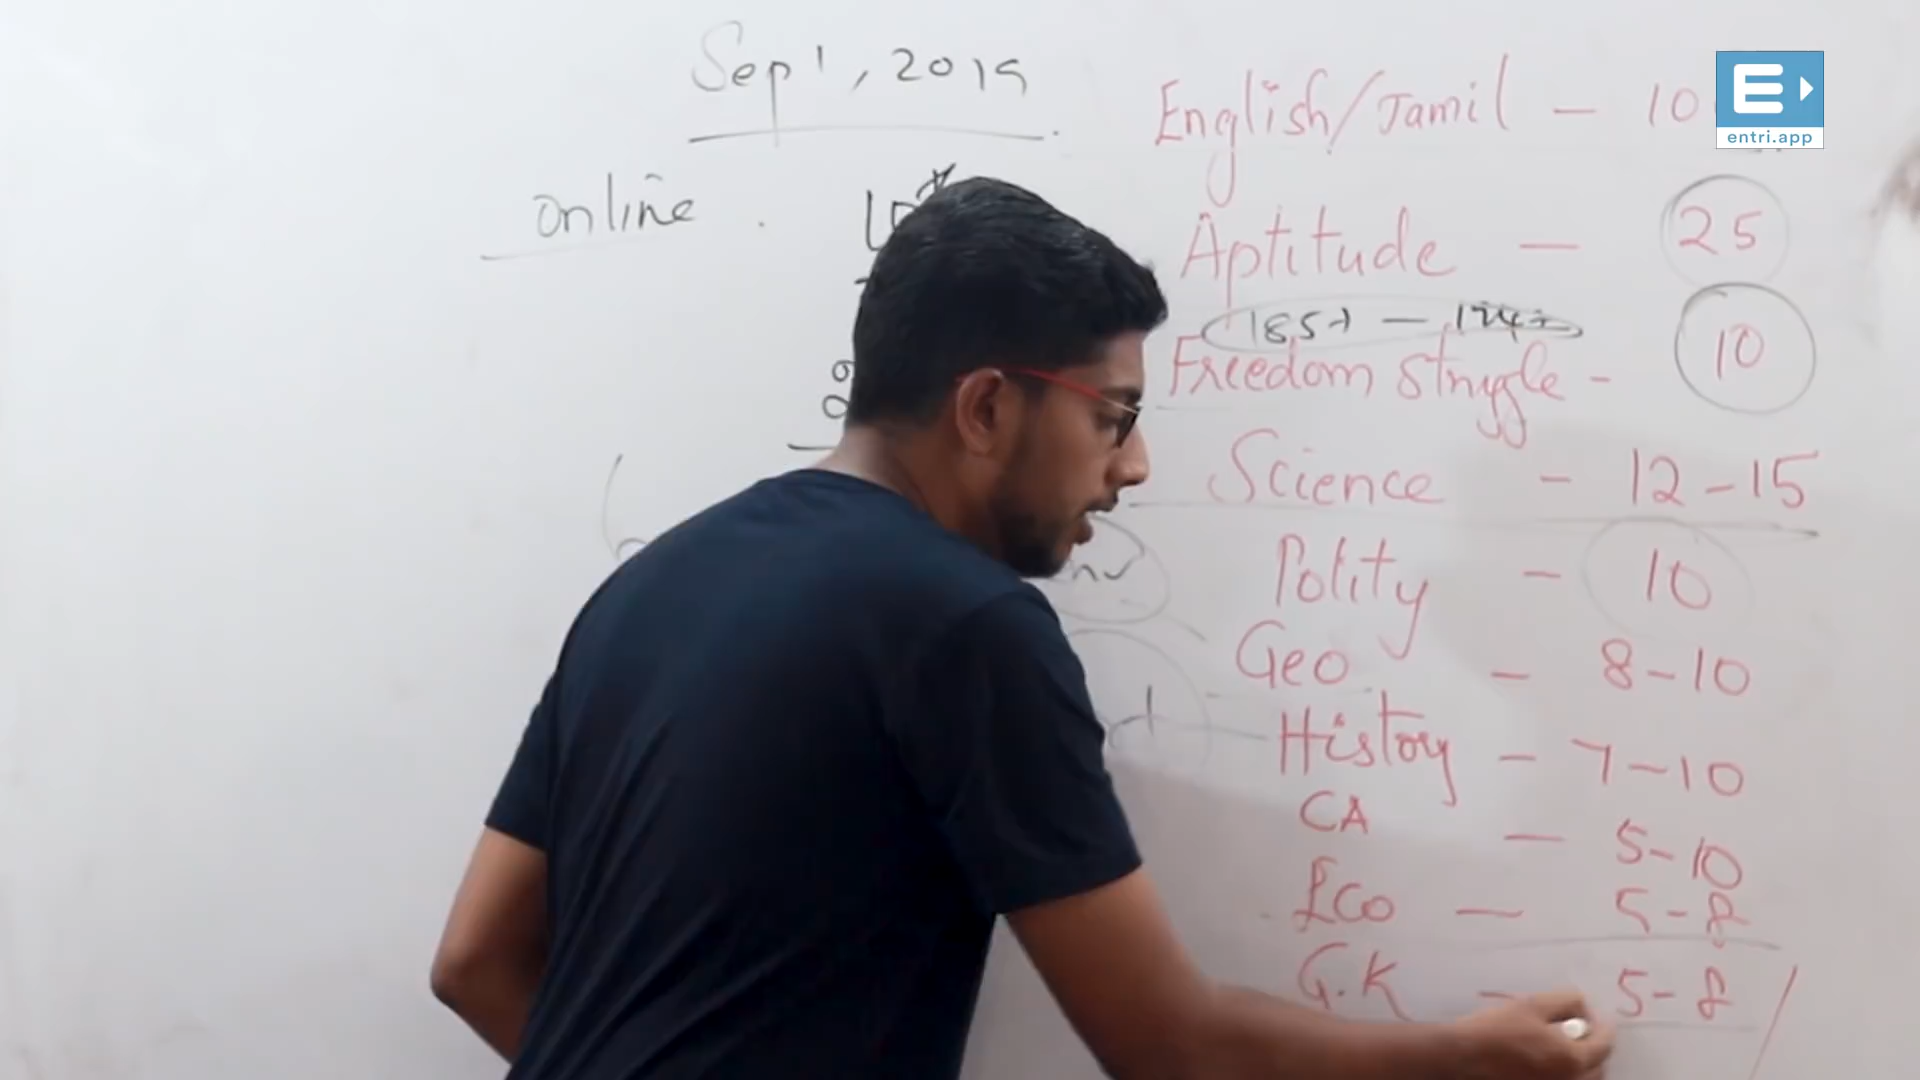 Sep 1, 2019
online .
English/Tamil - 10
E
entri.app
Aptitude - 25
1857 - 1947
Freedom Struggle - 10
Science - 12-15
Polity - 10
Geo - 8-10
History - 7-10
CA - 5-10
Eco - 5-8
G.K - 5-8